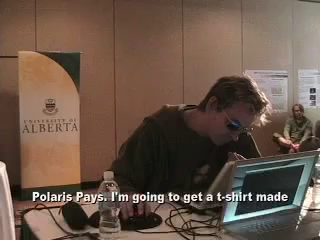 UNIVERSITY OF
ALBERTA
Polaris Pays. I'm going to get a t-shirt made